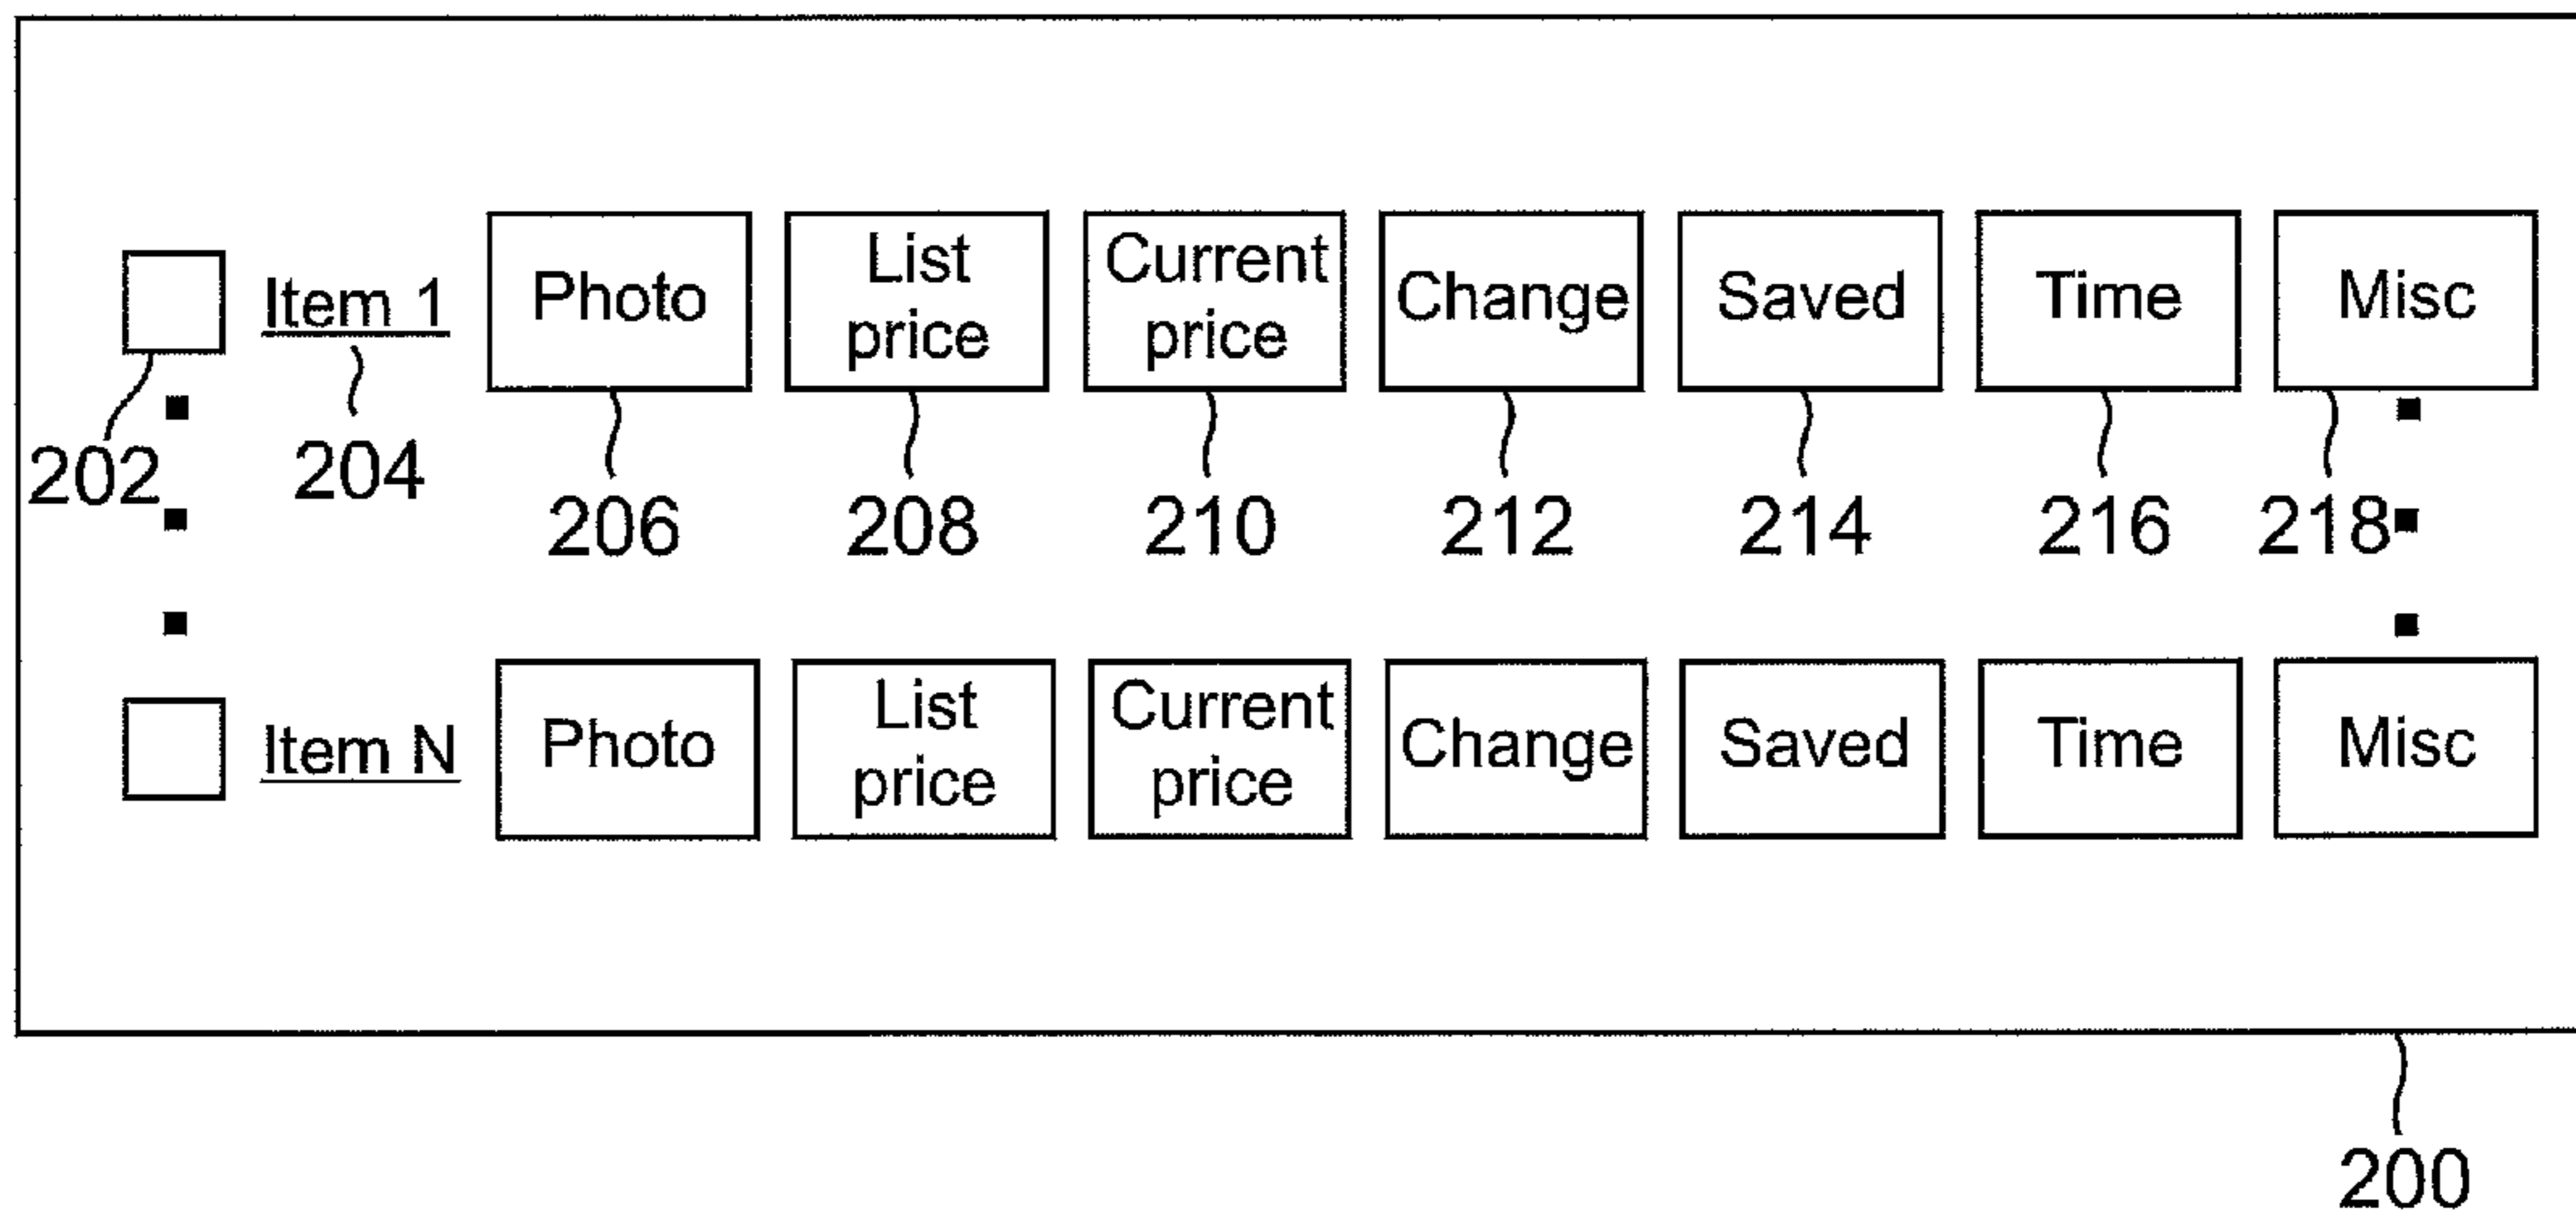 Item 1
Photo
List
price
Current
price
Change
Saved
Time
Misc
202
204
206
208
210
212
214
216
218
Item N
Photo
List
price
Current
price
Change
Saved
Time
Misc
200